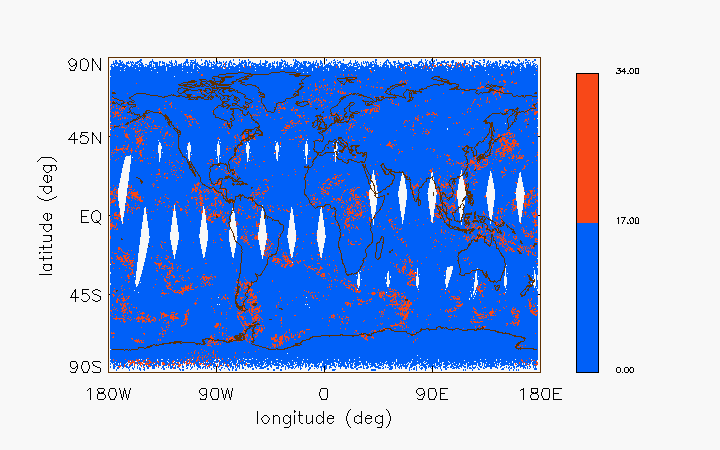 90N
45N
EQ
45S
90S
latitude (deg)
180W 90W 0 90E 180E
longitude (deg)
34.00
17.00
0.00